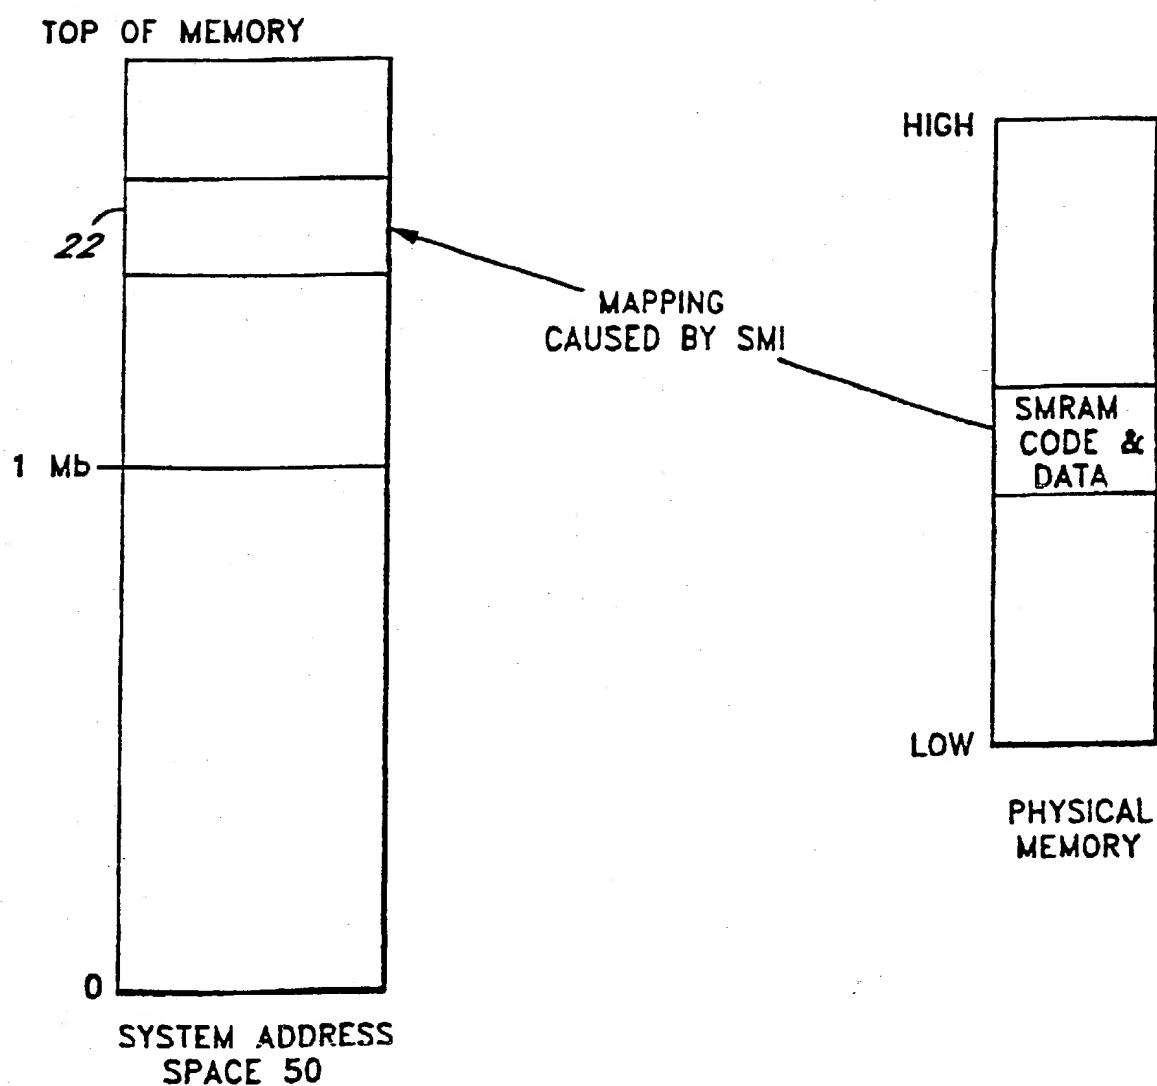 TOP OF MEMORY
HIGH
22
MAPPING
CAUSED BY SMI
SMRAM
CODE &
DATA
1 Mb
LOW
PHYSICAL
MEMORY
0
SYSTEM ADDRESS
SPACE 50